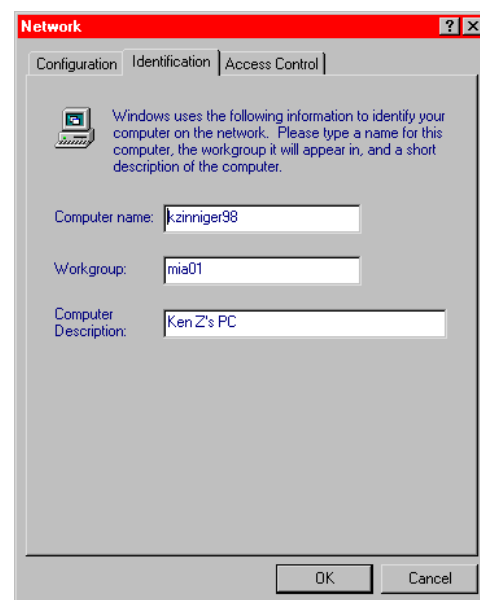 Network
Configuration Identification Access Control
Windows uses the following information to identify your
computer on the network. Please type a name for this
computer, the workgroup it will appear in, and a short
description of the computer.
Computer name: kzinniger98
Workgroup: mia01
Computer
Description: Ken Z's PC
OK Cancel